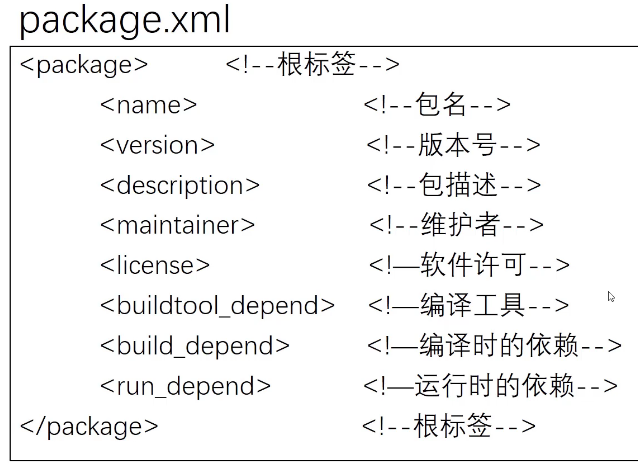 package.xml
<package> <!--根标签-->
<name> <!--包名-->
<version> <!--版本号-->
<description> <!--包描述-->
<maintainer> <!--维护者-->
<license> <!—软件许可-->
<buildtool_depend> <!—编译工具-->
<build_depend> <!—编译时的依赖-->
<run_depend> <!—运行时的依赖-->
</package> <!--根标签-->